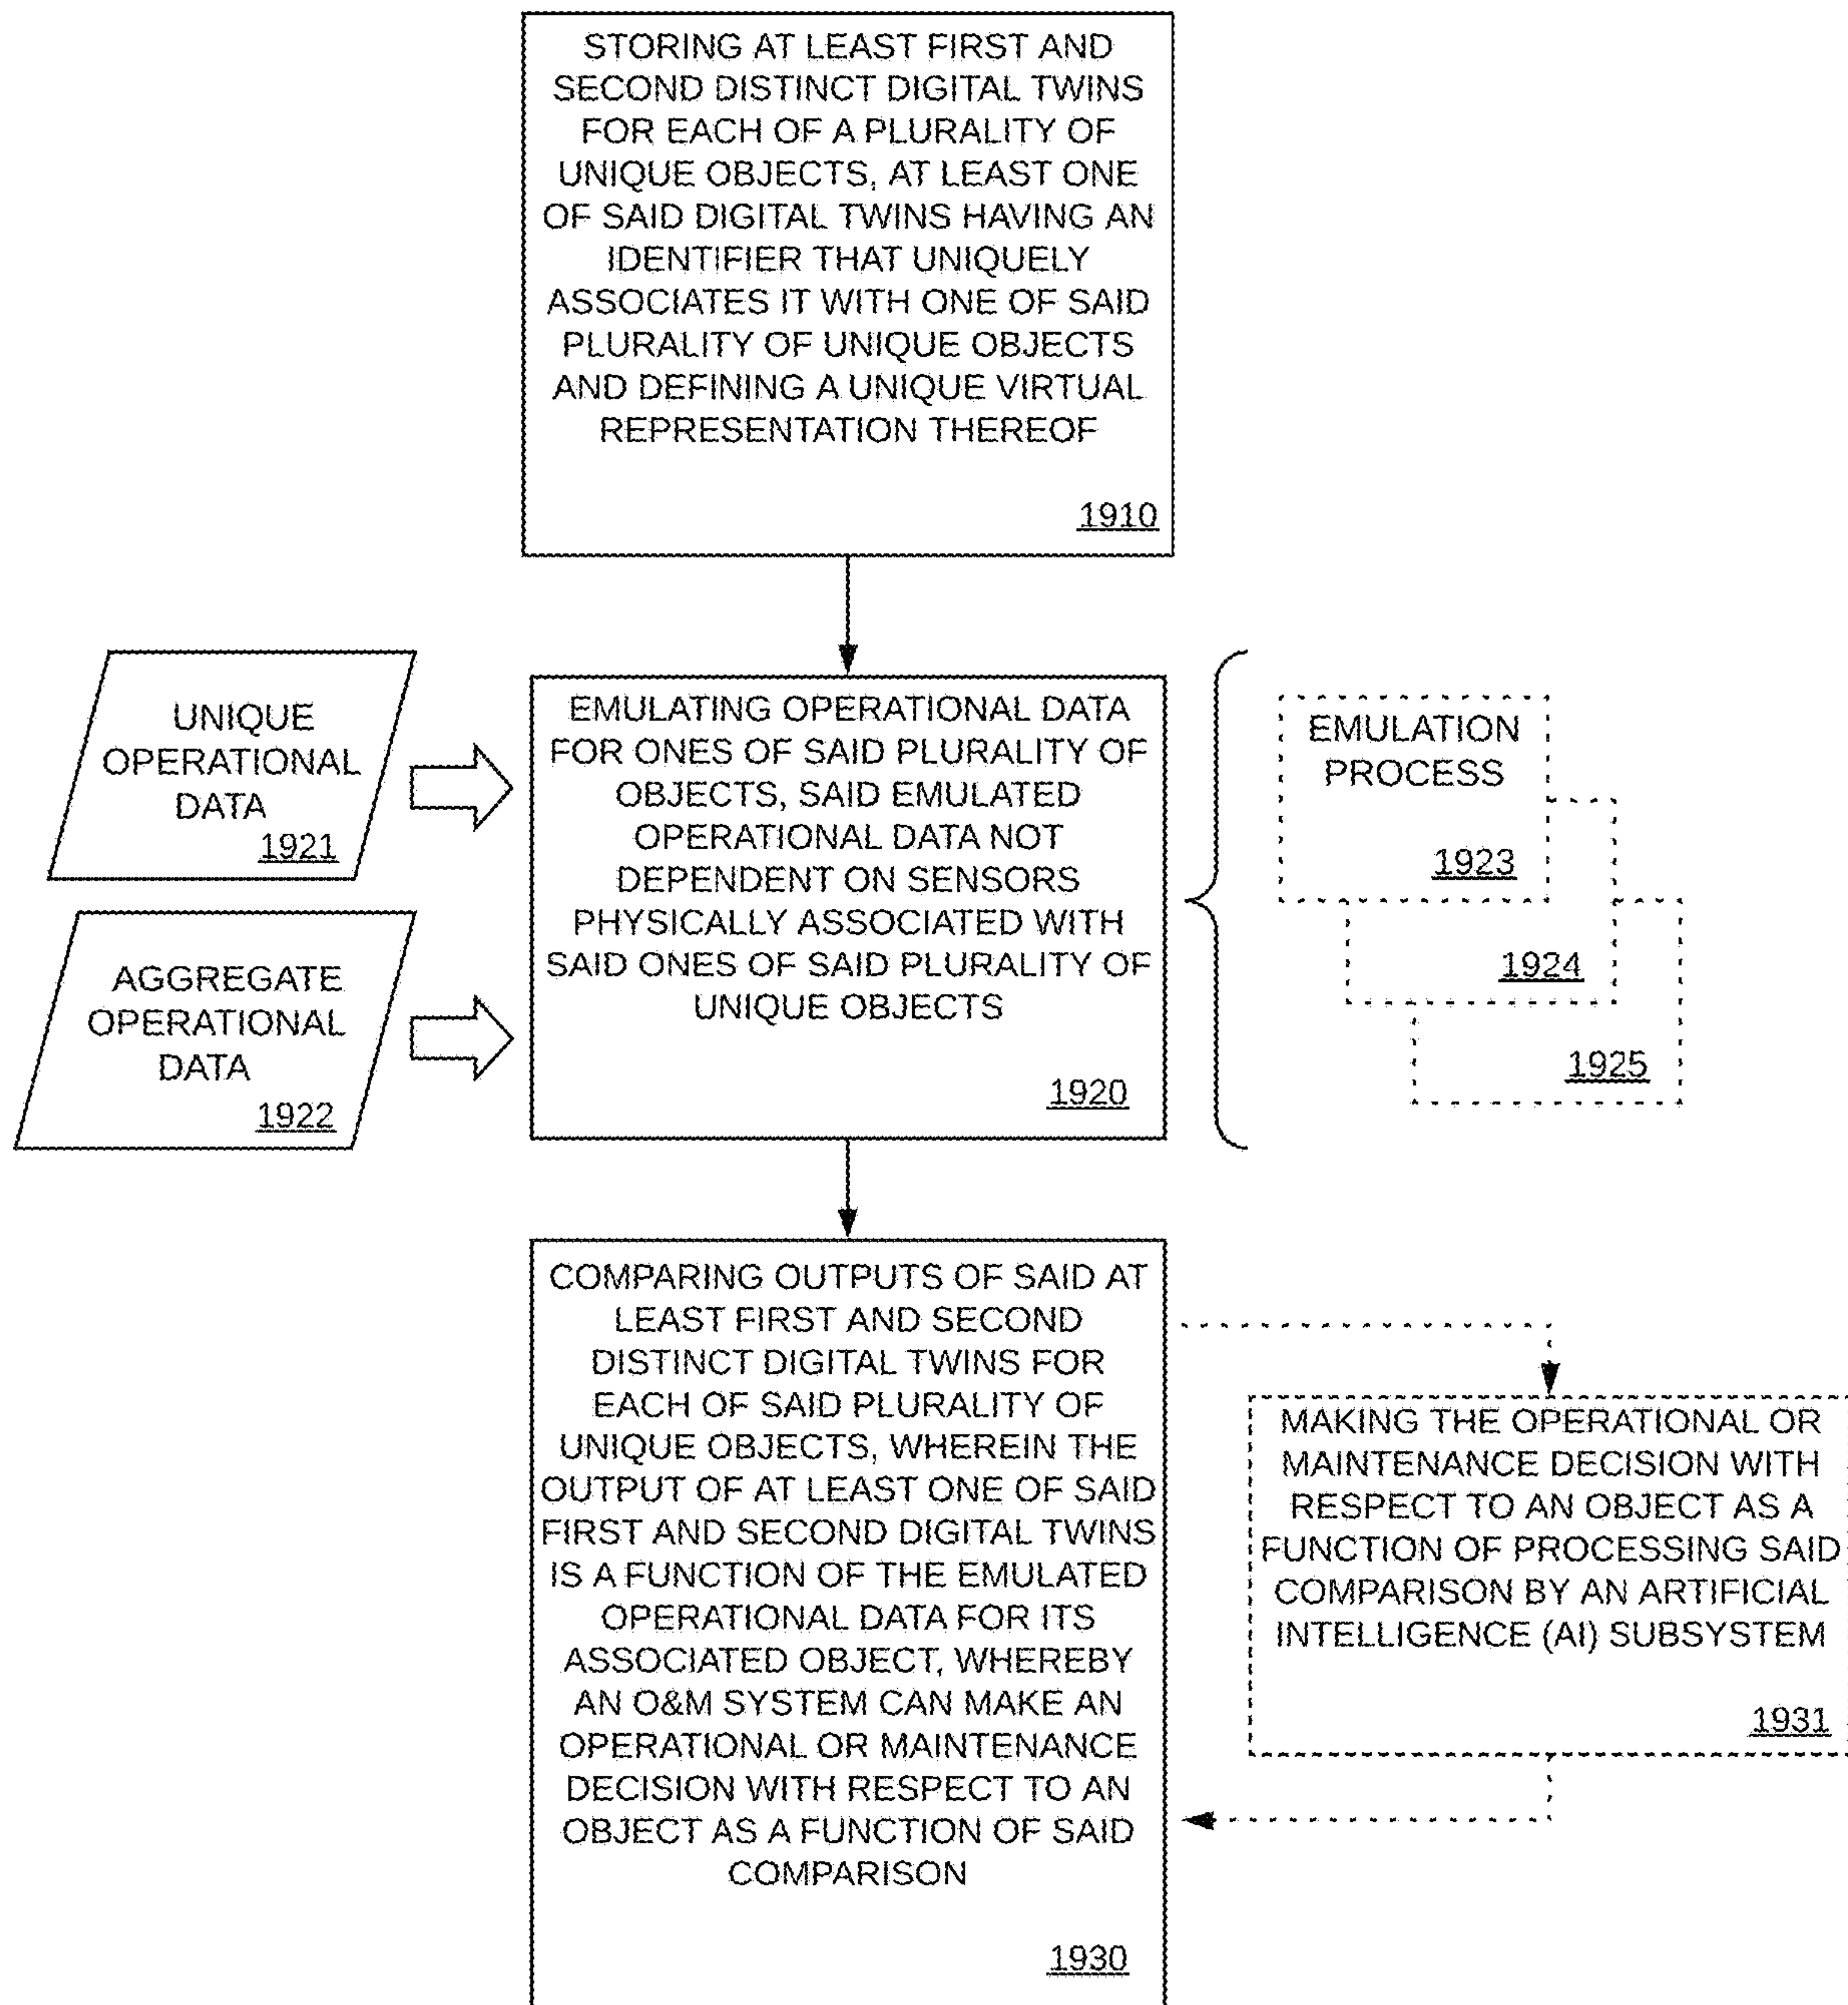 STORING AT LEAST FIRST AND
SECOND DISTINCT DIGITAL TWINS
FOR EACH OF A PLURALITY OF
UNIQUE OBJECTS, AT LEAST ONE
OF SAID DIGITAL TWINS HAVING AN
IDENTIFIER THAT UNIQUELY
ASSOCIATES IT WITH ONE OF SAID
PLURALITY OF UNIQUE OBJECTS
AND DEFINING A UNIQUE VIRTUAL
REPRESENTATION THEREOF
1910
UNIQUE
OPERATIONAL
DATA
1921
AGGREGATE
OPERATIONAL
DATA
1922
EMULATING OPERATIONAL DATA
FOR ONES OF SAID PLURALITY OF
OBJECTS, SAID EMULATED
OPERATIONAL DATA NOT
DEPENDENT ON SENSORS
PHYSICALLY ASSOCIATED WITH
SAID ONES OF SAID PLURALITY OF
UNIQUE OBJECTS
1920
EMULATION
PROCESS
1923
1924
1925
COMPARING OUTPUTS OF SAID AT
LEAST FIRST AND SECOND
DISTINCT DIGITAL TWINS FOR
EACH OF SAID PLURALITY OF
UNIQUE OBJECTS, WHEREIN THE
OUTPUT OF AT LEAST ONE OF SAID
FIRST AND SECOND DIGITAL TWINS
IS A FUNCTION OF THE EMULATED
OPERATIONAL DATA FOR ITS
ASSOCIATED OBJECT, WHEREBY
AN O&M SYSTEM CAN MAKE AN
OPERATIONAL OR MAINTENANCE
DECISION WITH RESPECT TO AN
OBJECT AS A FUNCTION OF SAID
COMPARISON
1930
MAKING THE OPERATIONAL OR
MAINTENANCE DECISION WITH
RESPECT TO AN OBJECT AS A
FUNCTION OF PROCESSING SAID
COMPARISON BY AN ARTIFICIAL
INTELLIGENCE (AI) SUBSYSTEM
1931